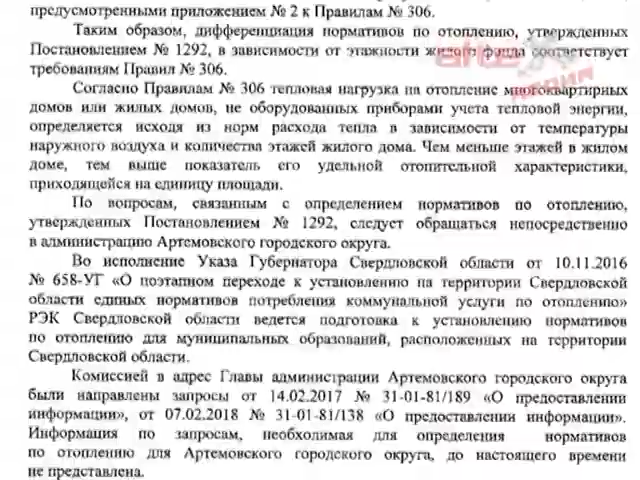 предусмотренными приложением № 2 к Правилам № 306.
Таким образом, дифференциация нормативов по отоплению, утвержденных
Постановлением № 1292, в зависимости от этажности жилого фонда соответствует
требованиям Правил № 306.
Согласно Правилам № 306 тепловая нагрузка на отопление многоквартирных
домов или жилых домов, не оборудованных приборами учета тепловой энергии,
определяется исходя из норм расхода тепла в зависимости от температуры
наружного воздуха и количества этажей жилого дома. Чем меньше этажей в жилом
доме, тем выше показатель его удельной отопительной характеристики,
приходящейся на единицу площади.
По вопросам, связанным с определением нормативов по отоплению,
утвержденных Постановлением № 1292, следует обращаться непосредственно
в администрацию Артемовского городского округа.
Во исполнение Указа Губернатора Свердловской области от 10.11.2016
№ 658-УГ «О поэтапном переходе к установлению на территории Свердловской
области единых нормативов потребления коммунальной услуги по отоплению»
РЭК Свердловской области ведется подготовка к установлению нормативов
по отоплению для муниципальных образований, расположенных на территории
Свердловской области.
Комиссией в адрес Главы администрации Артемовского городского округа
были направлены запросы от 14.02.2017 № 31-01-81/189 «О предоставлении
информации», от 07.02.2018 № 31-01-81/138 «О предоставлении информации».
Информация по запросам, необходимая для определения нормативов
по отоплению для Артемовского городского округа, до настоящего времени
не представлена.